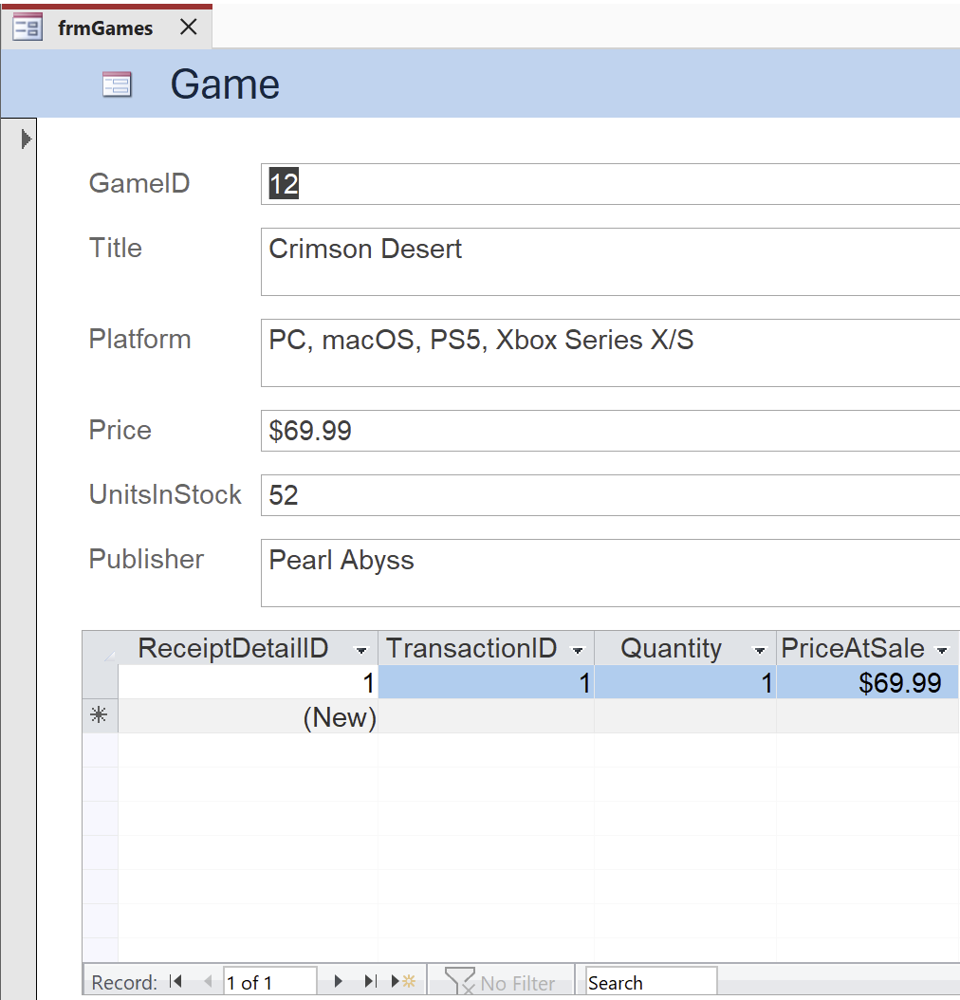 frmGames
Game
GameID 12
Title Crimson Desert
Platform PC, macOS, PS5, Xbox Series X/S
Price $69.99
UnitsInStock 52
Publisher Pearl Abyss
ReceiptDetailID TransactionID Quantity PriceAtSale
1 1 1 $69.99
(New)
Record: 1 of 1 No Filter Search